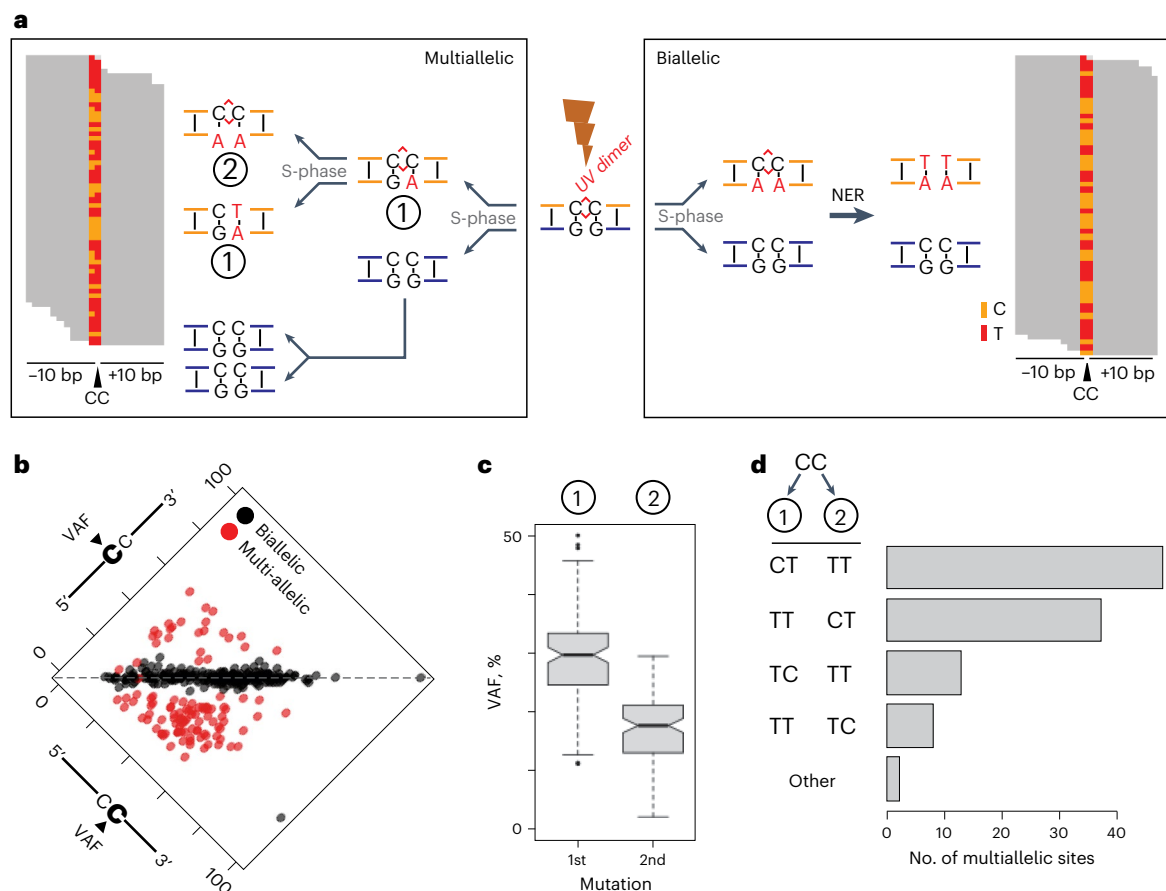 a
Multiallelic
C C
A A
2
S-phase
C T
G A
1
C C
G A
1
S-phase
C C
G G
C C
G G
C C
G G
−10 bp
+10 bp
CC
UV dimer
C C
G G
Biallelic
S-phase
C C
A A
C C
G G
NER
T T
A A
C C
G G
C
T
−10 bp
+10 bp
CC
b
100
Biallelic
Multi-allelic
VAF
C C
5′
3′
0
0
5′
C C
VAF
3′
100
c
1 2
50
VAF, %
0
1st 2nd
Mutation
d
CC
1 2
CT TT
TT CT
TC TT
TT TC
Other
0 10 20 30 40
No. of multiallelic sites